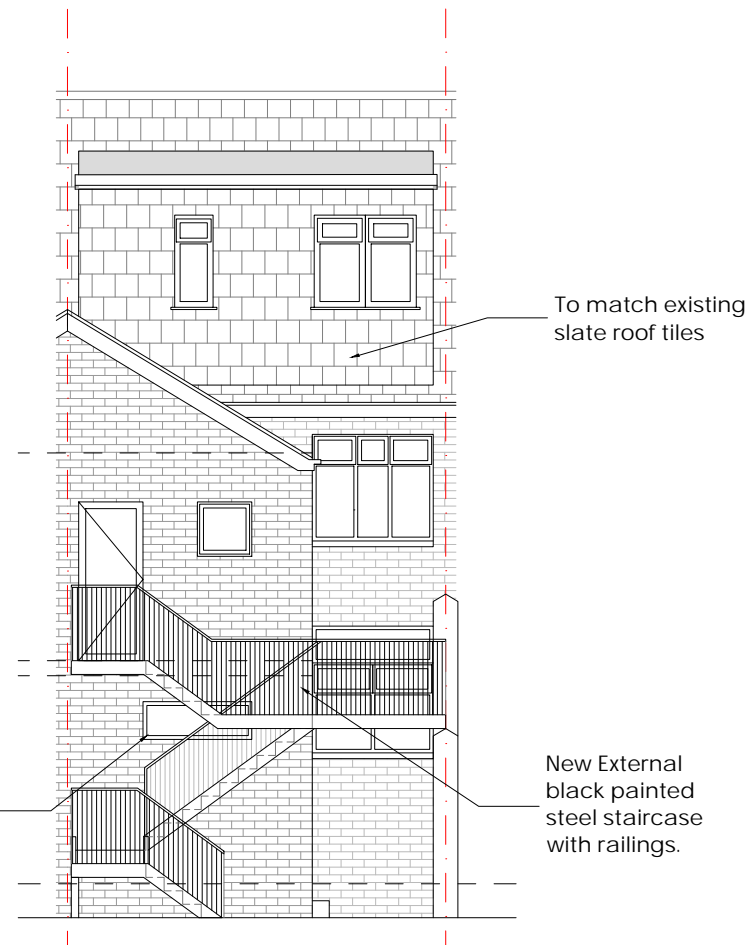 To match existing
slate roof tiles
New External
black painted
steel staircase
with railings.